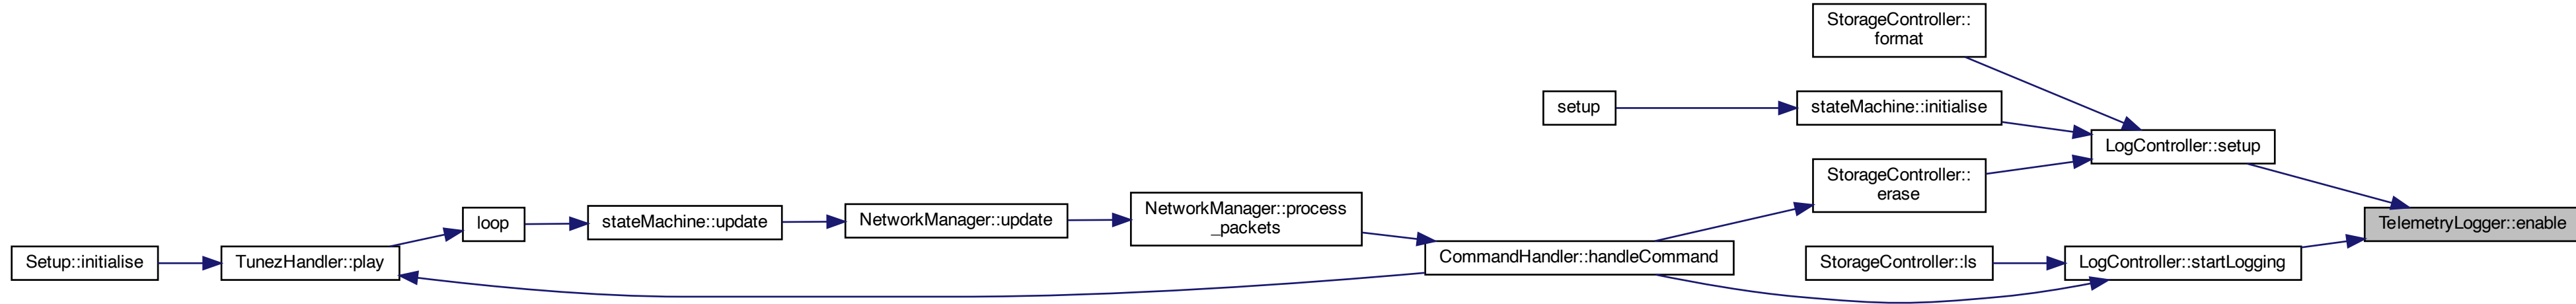 StorageController::
format
setup
stateMachine::initialise
LogController::setup
StorageController::
erase
NetworkManager::process
_packets
NetworkManager::update
stateMachine::update
loop
TelemetryLogger::enable
Setup::initialise
TunezHandler::play
CommandHandler::handleCommand
StorageController::ls
LogController::startLogging